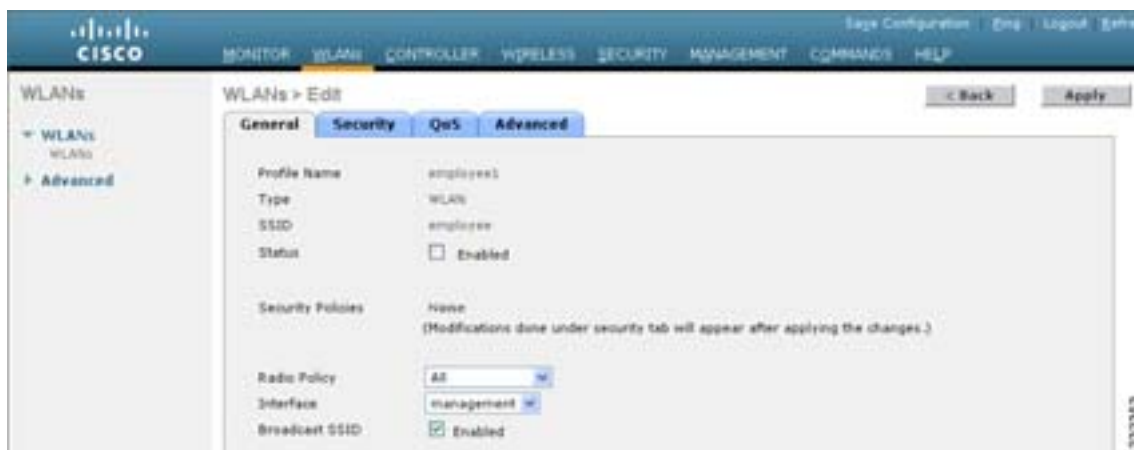 Save Configuration Ping Logout Refre
CISCO
MONITOR WLANs CONTROLLER WIRELESS SECURITY MANAGEMENT COMMANDS HELP
WLANs
WLANs
WLANs
Advanced
WLANs > Edit
< Back Apply
General Security QoS Advanced
Profile Name employee1
Type WLAN
SSID employee
Status Enabled
Security Policies None
(Modifications done under security tab will appear after applying the changes.)
Radio Policy All
Interface management
Broadcast SSID Enabled